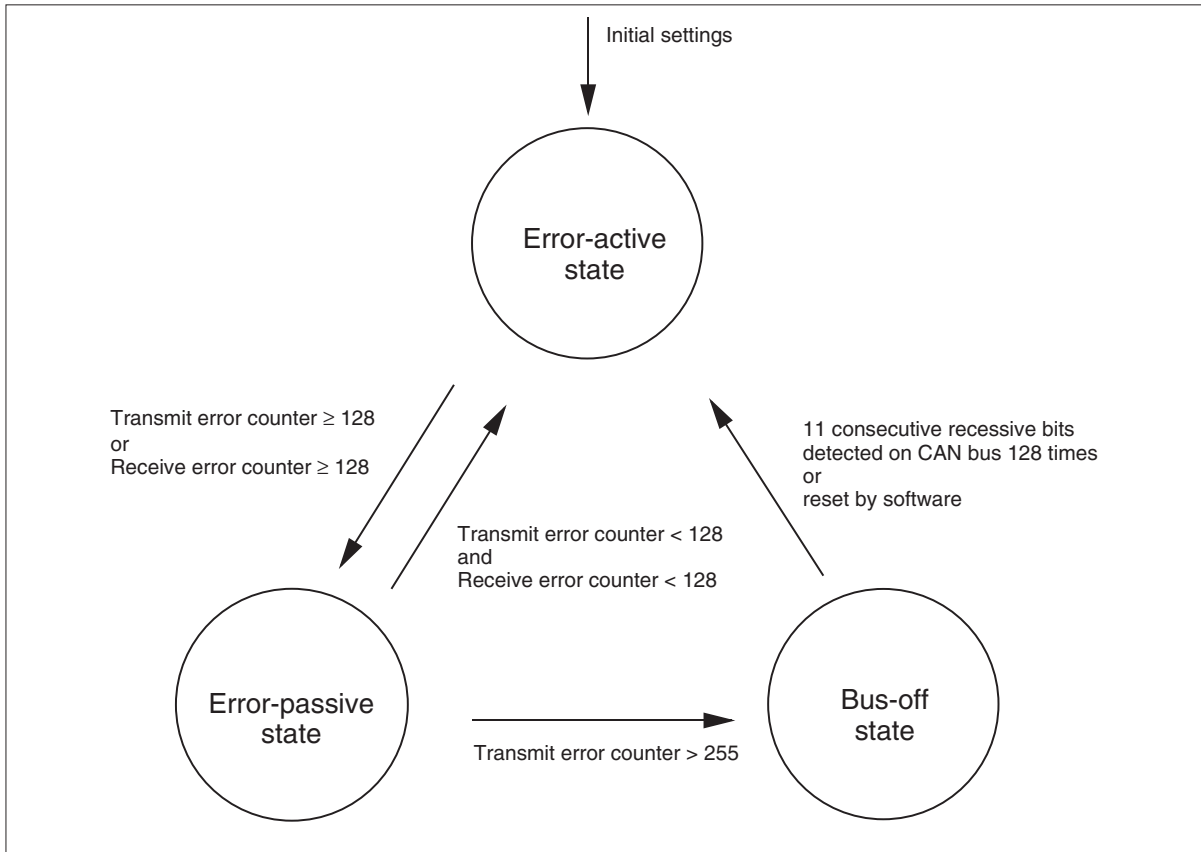 Initial settings
Error-active
state
Transmit error counter ≥ 128
or
Receive error counter ≥ 128
11 consecutive recessive bits
detected on CAN bus 128 times
or
reset by software
Transmit error counter < 128
and
Receive error counter < 128
Error-passive
state
Bus-off
state
Transmit error counter > 255